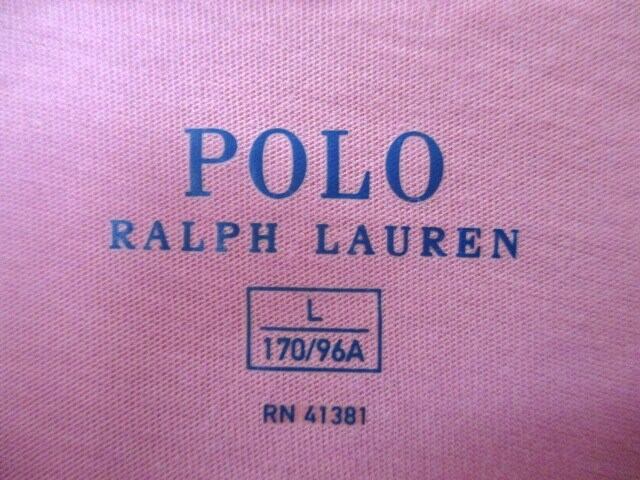 POLO
RALPH LAUREN
L
170/96A
RN 41381